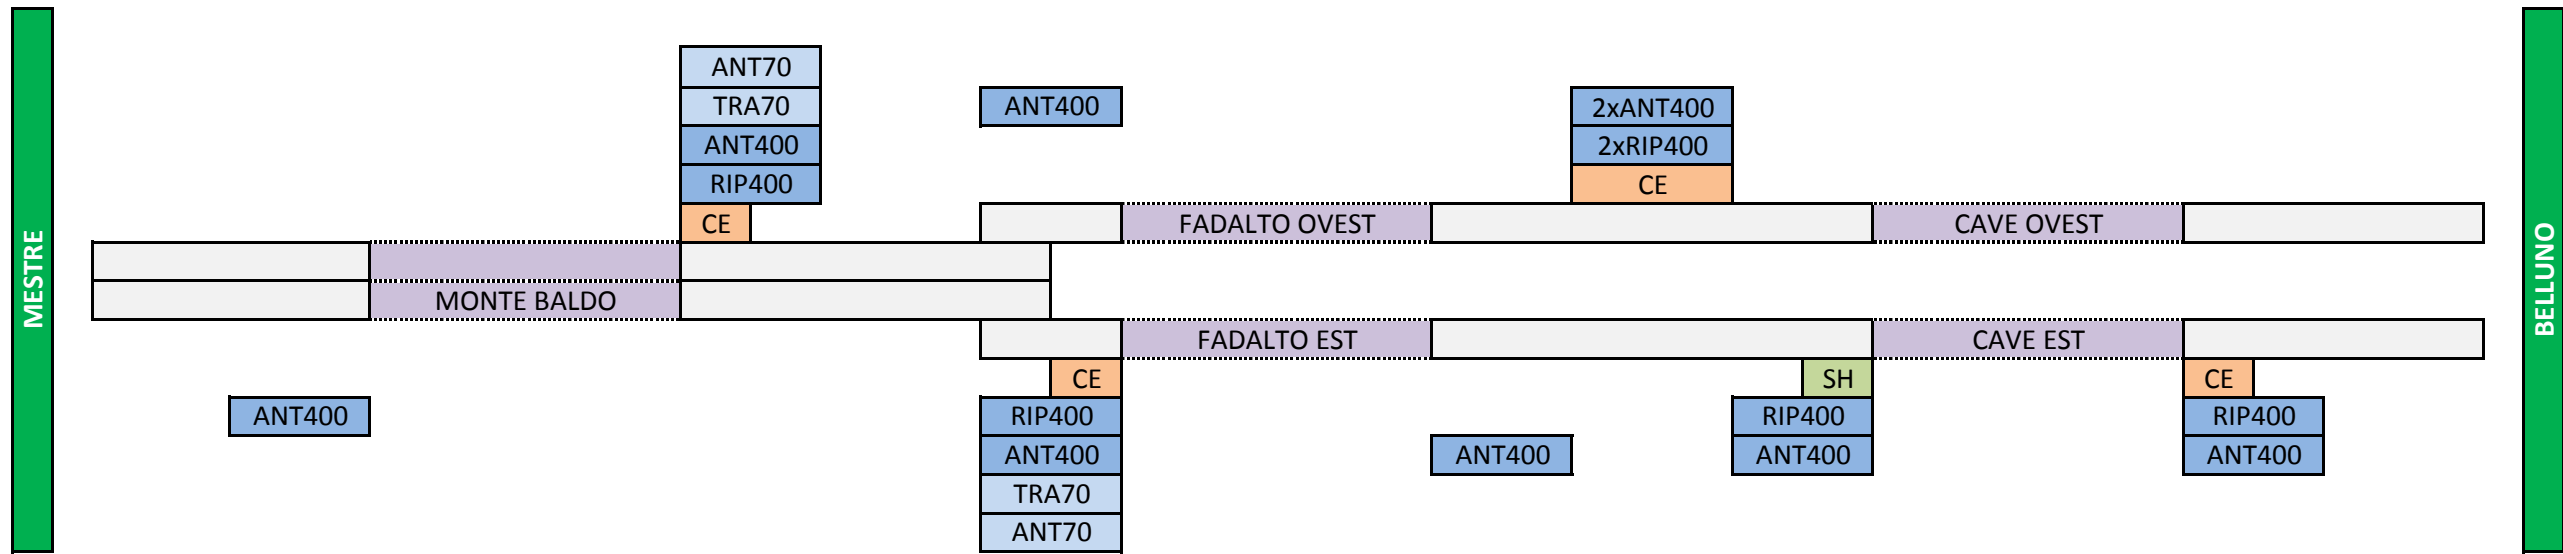 MESTRE
ANT70
TRA70
ANT400
RIP400
CE
ANT400
2xANT400
2xRIP400
CE
FADALTO OVEST
CAVE OVEST
MONTE BALDO
FADALTO EST
CAVE EST
ANT400
CE
RIP400
ANT400
TRA70
ANT70
ANT400
SH
RIP400
ANT400
CE
RIP400
ANT400
BELLUNO